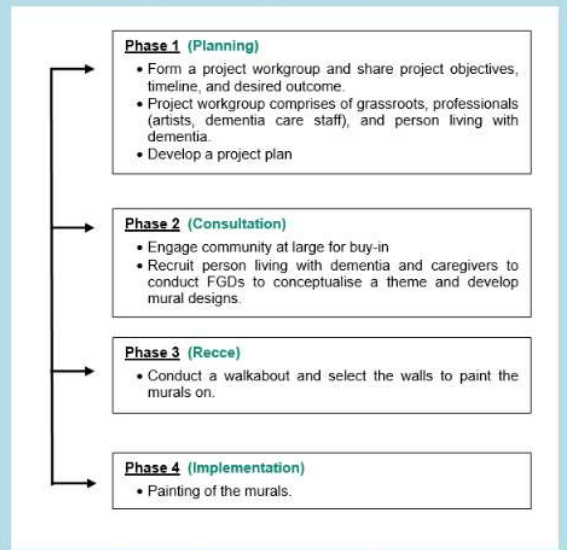 Phase 1 (Planning)
• Form a project workgroup and share project objectives,
timeline, and desired outcome.
• Project workgroup comprises of grassroots, professionals
(artists, dementia care staff), and person living with
dementia.
• Develop a project plan
Phase 2 (Consultation)
• Engage community at large for buy-in
• Recruit person living with dementia and caregivers to
conduct FGDs to conceptualise a theme and develop
mural designs.
Phase 3 (Recce)
• Conduct a walkabout and select the walls to paint the
murals on.
Phase 4 (Implementation)
• Painting of the murals.